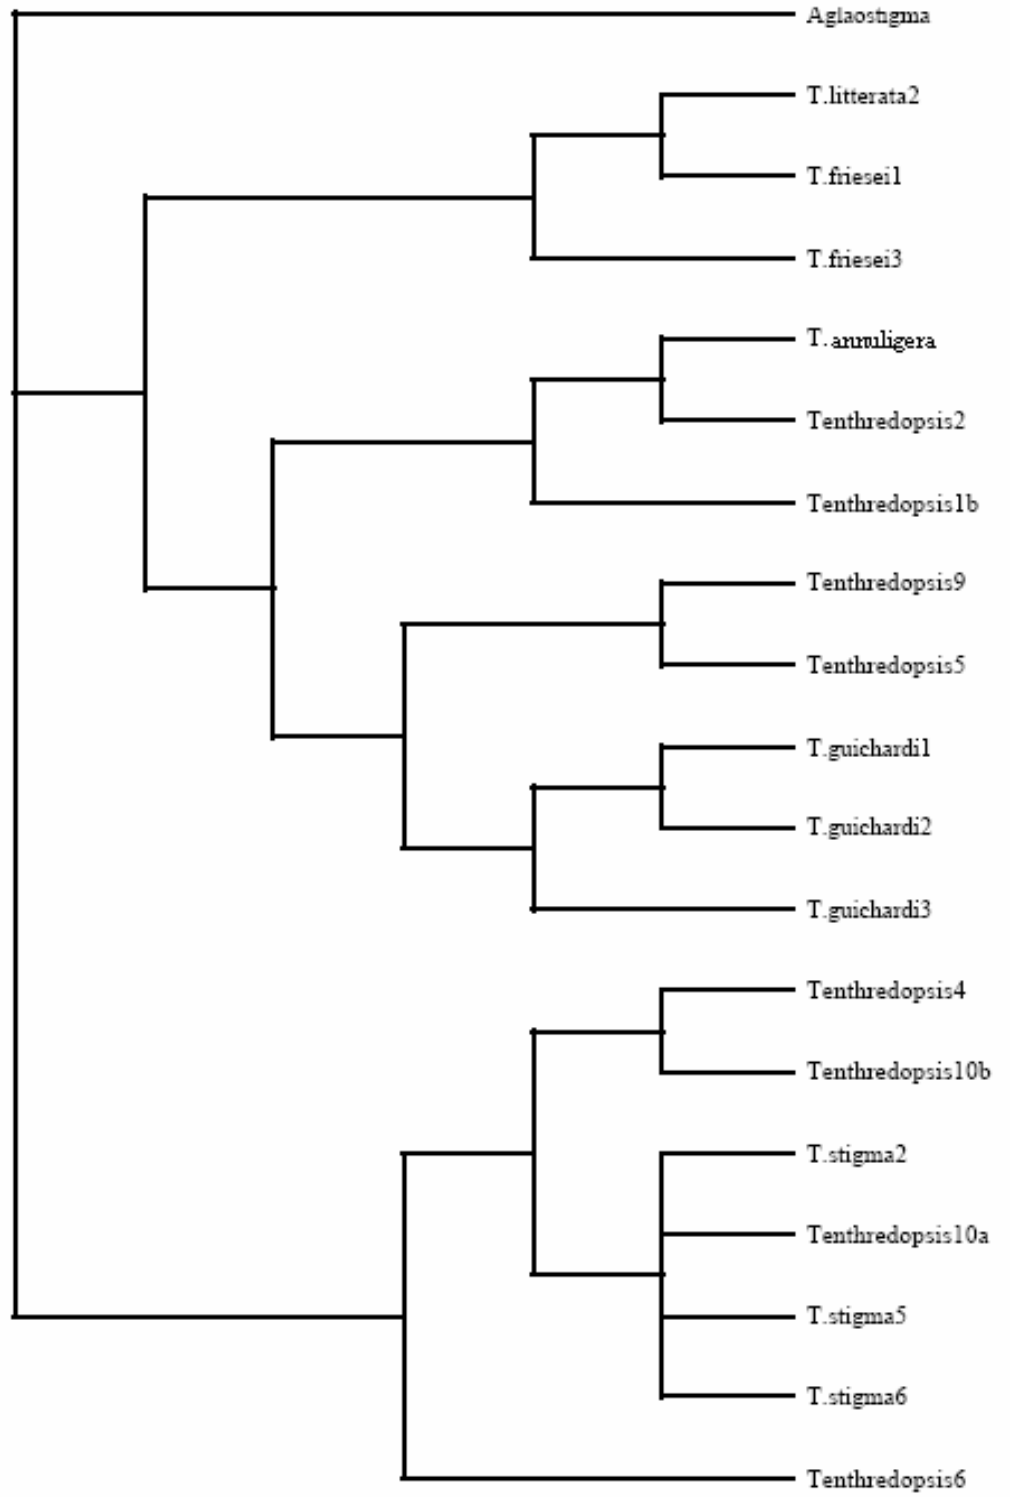 Aglaostigma
T.litterata2
T.friesei1
T.friesei3
T.annuligera
Tenthredopsis2
Tenthredopsis1b
Tenthredopsis9
Tenthredopsis5
T.guichardi1
T.guichardi2
T.guichardi3
Tenthredopsis4
Tenthredopsis10b
T.stigma2
Tenthredopsis10a
T.stigma5
T.stigma6
Tenthredopsis6